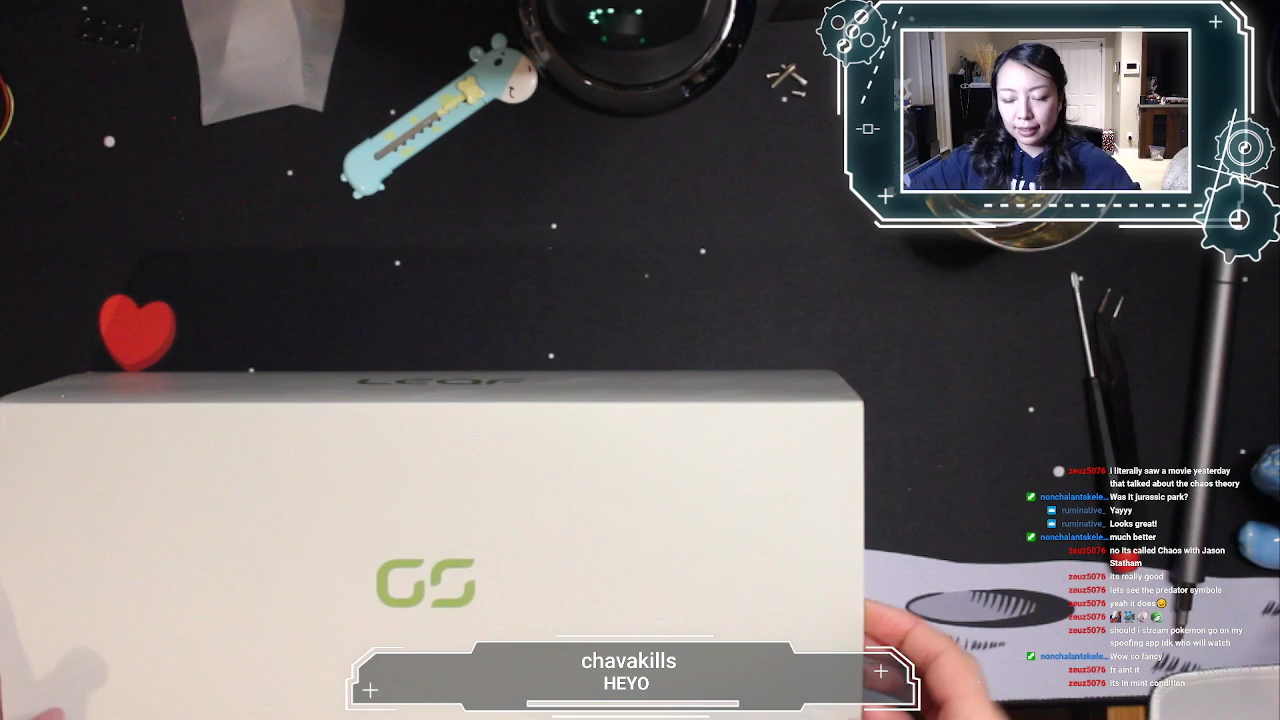 LEAF
GS
chavakills
HEYO
zeuz5076 i literally saw a movie yesterday
that talked about the chaos theory
nonchalantskele... Was it jurassic park?
ruminative_ Yayyy
ruminative_ Looks great!
nonchalantskele... much better
zeuz5076 no its called Chaos with Jason
Statham
zeuz5076 its really good
zeuz5076 lets see the predator symbols
zeuz5076 yeah it does😏
zeuz5076
zeuz5076 should i stream pokemon go on my
spoofing app idk who will watch
nonchalantskele... Wow so fancy
zeuz5076 fr aint it
zeuz5076 its in mint condition